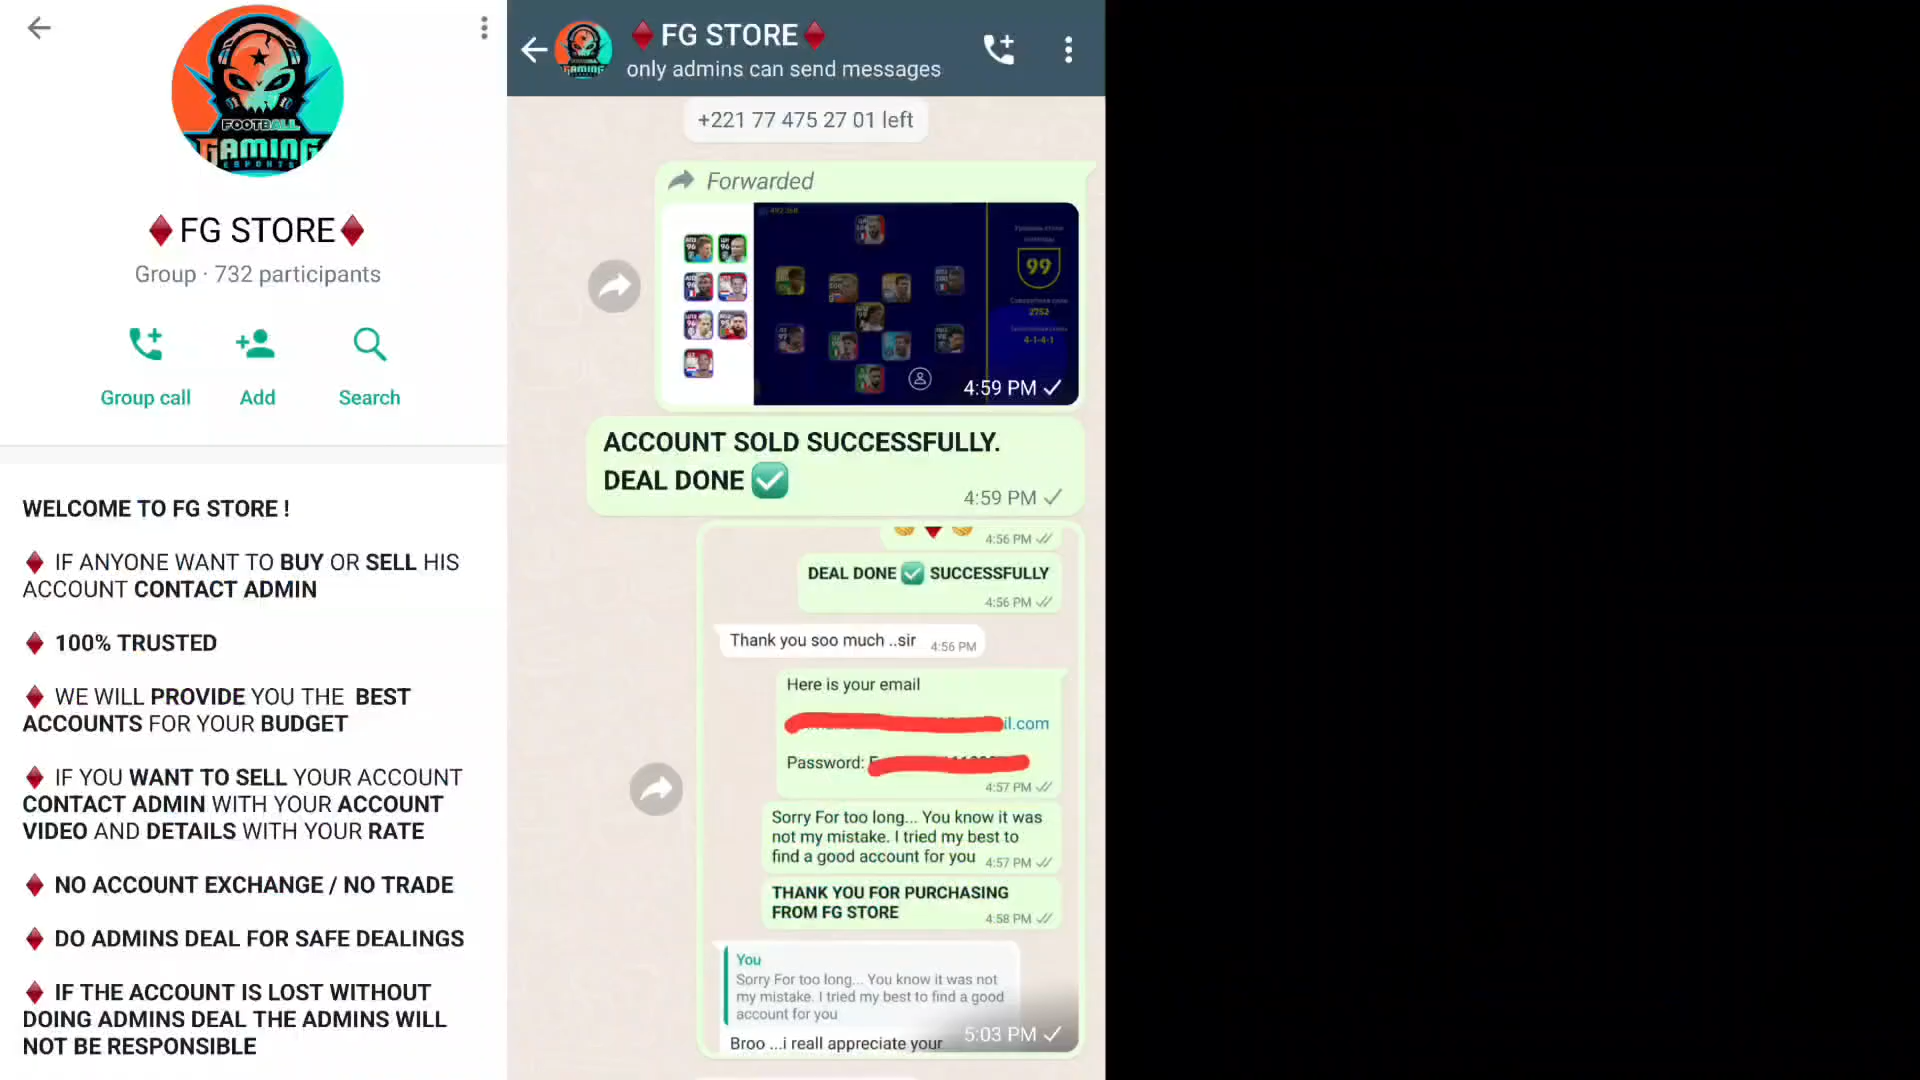 FOOTBALL
GAMING
ESPORTS
♦️FG STORE♦️
Group · 732 participants
Group call
Add
Search
WELCOME TO FG STORE !
♦️ IF ANYONE WANT TO BUY OR SELL HIS
ACCOUNT CONTACT ADMIN
♦️ 100% TRUSTED
♦️ WE WILL PROVIDE YOU THE BEST
ACCOUNTS FOR YOUR BUDGET
♦️ IF YOU WANT TO SELL YOUR ACCOUNT
CONTACT ADMIN WITH YOUR ACCOUNT
VIDEO AND DETAILS WITH YOUR RATE
♦️ NO ACCOUNT EXCHANGE / NO TRADE
♦️ DO ADMINS DEAL FOR SAFE DEALINGS
♦️ IF THE ACCOUNT IS LOST WITHOUT
DOING ADMINS DEAL THE ADMINS WILL
NOT BE RESPONSIBLE
GAMING
♦️FG STORE♦️
only admins can send messages
+221 77 475 27 01 left
Forwarded
99
2752
4-1-4-1
4:59 PM
ACCOUNT SOLD SUCCESSFULLY.
DEAL DONE ✅
4:59 PM
4:56 PM
DEAL DONE ✅ SUCCESSFULLY
4:56 PM
Thank you soo much ..sir 4:56 PM
Here is your email
il.com
Password:
4:57 PM
Sorry For too long... You know it was
not my mistake. I tried my best to
find a good account for you 4:57 PM
THANK YOU FOR PURCHASING
FROM FG STORE 4:58 PM
You
Sorry For too long... You know it was not
my mistake. I tried my best to find a good
account for you
5:03 PM
Broo ...i reall appreciate your